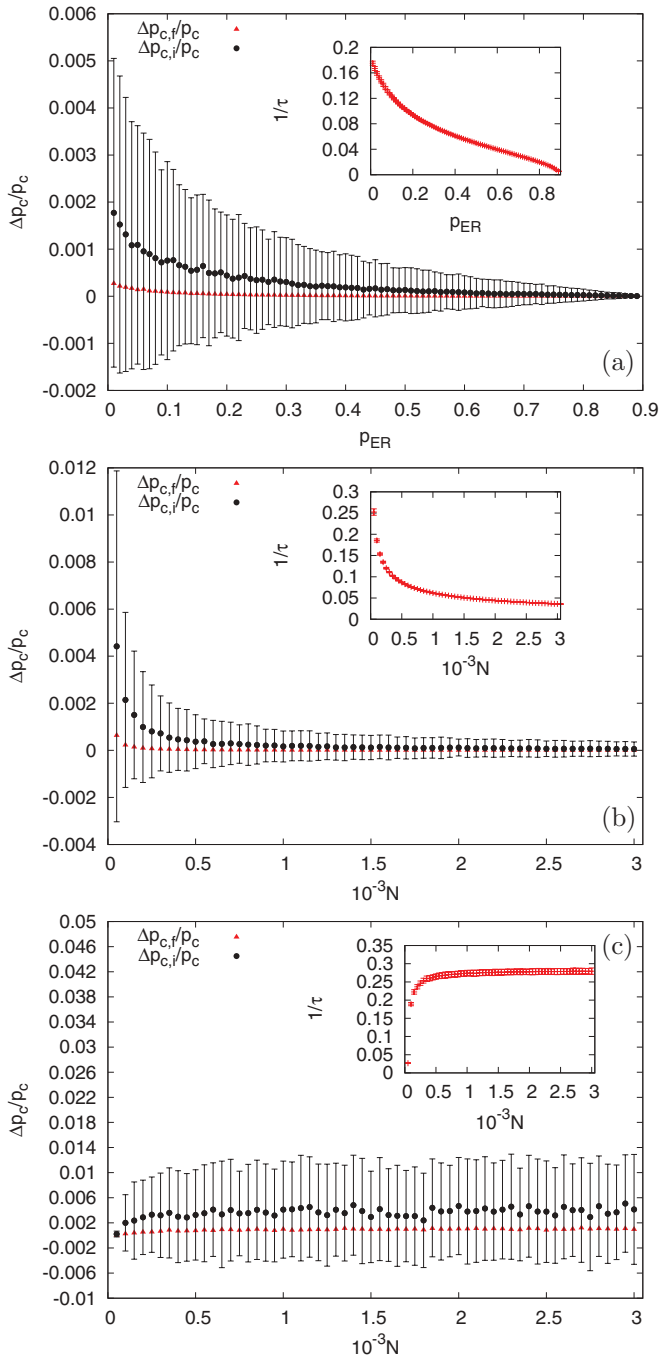 0.006
0.005
0.004
0.003
0.002
0.001
0
-0.001
-0.002
Δp_c/p_c
Δp_c,f/p_c
Δp_c,i/p_c
0.2
0.16
0.12
0.08
0.04
0
1/τ
0 0.2 0.4 0.6 0.8
p_ER
(a)
0 0.1 0.2 0.3 0.4 0.5 0.6 0.7 0.8 0.9
p_ER
0.012
0.01
0.008
0.006
0.004
0.002
0
-0.002
-0.004
Δp_c/p_c
Δp_c,f/p_c
Δp_c,i/p_c
0.3
0.25
0.2
0.15
0.1
0.05
0
1/τ
0 0.5 1 1.5 2 2.5 3
10⁻³N
(b)
0 0.5 1 1.5 2 2.5 3
10⁻³N
0.05
0.046
0.042
0.038
0.034
0.03
0.026
0.022
0.018
0.014
0.01
0.006
0.002
-0.002
-0.006
-0.01
Δp_c/p_c
Δp_c,f/p_c
Δp_c,i/p_c
(c)
0.35
0.3
0.25
0.2
0.15
0.1
0.05
0
1/τ
0 0.5 1 1.5 2 2.5 3
10⁻³N
0 0.5 1 1.5 2 2.5 3
10⁻³N